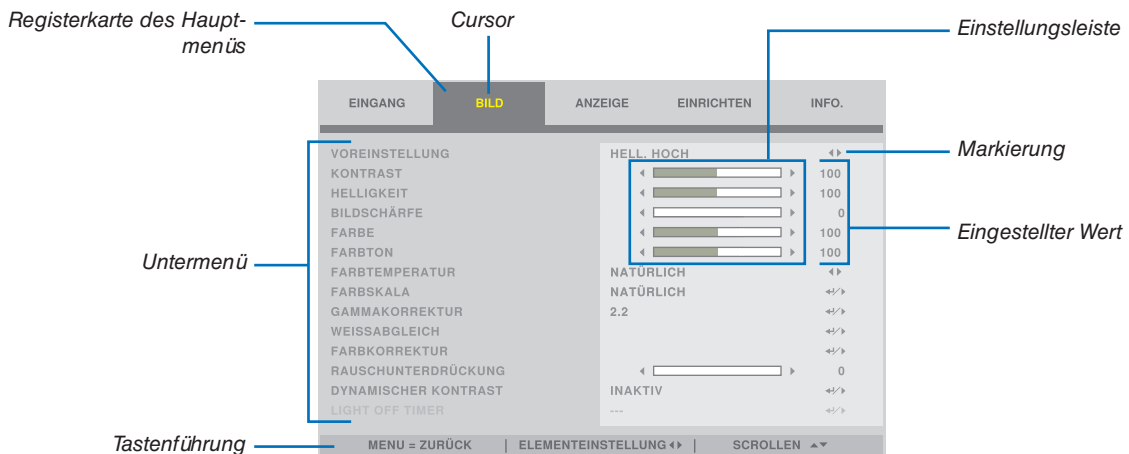 Registerkarte des Haupt-
menüs
Cursor
Einstellungsleiste
EINGANG BILD ANZEIGE EINRICHTEN INFO.
VOREINSTELLUNG HELL. HOCH
Markierung
KONTRAST 100
HELLIGKEIT 100
BILDSCHÄRFE 0
FARBE 100
Eingestellter Wert
FARBTON 100
Untermenü
FARBTEMPERATUR NATÜRLICH
FARBSKALA NATÜRLICH
GAMMAKORREKTUR 2.2
WEISSABGLEICH
FARBKORREKTUR
RAUSCHUNTERDRÜCKUNG 0
DYNAMISCHER KONTRAST INAKTIV
LIGHT OFF TIMER ---
Tastenführung
MENU = ZURÜCK | ELEMENTEINSTELLUNG | SCROLLEN